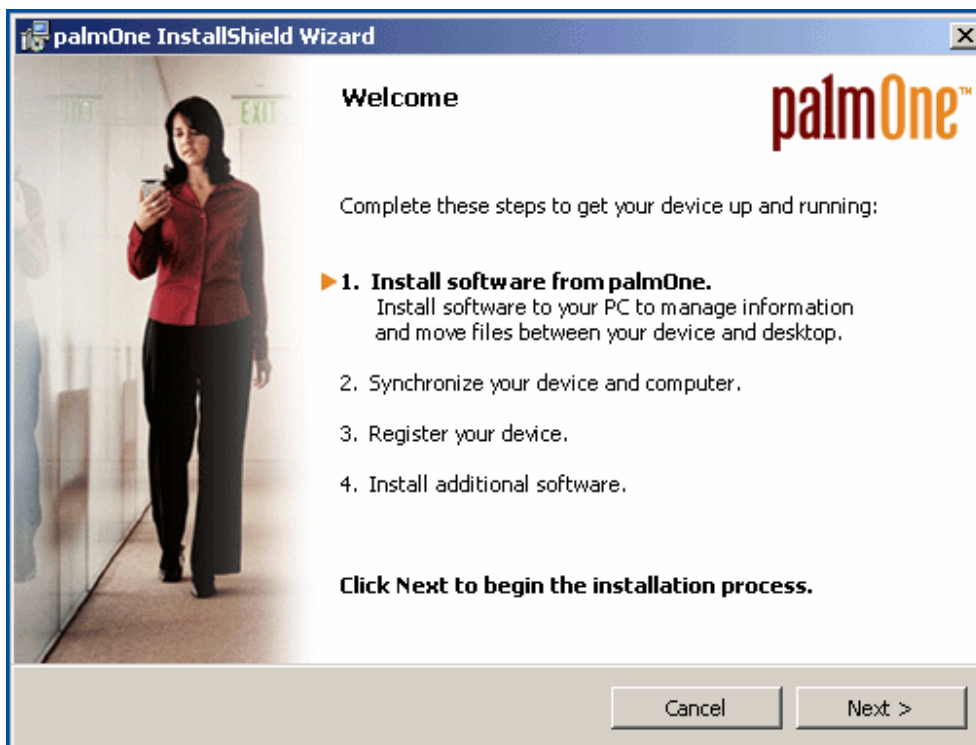 palmOne InstallShield Wizard
Welcome
palmOne™
EXIT
Complete these steps to get your device up and running:
1. Install software from palmOne.
Install software to your PC to manage information
and move files between your device and desktop.
2. Synchronize your device and computer.
3. Register your device.
4. Install additional software.
Click Next to begin the installation process.
Cancel
Next >